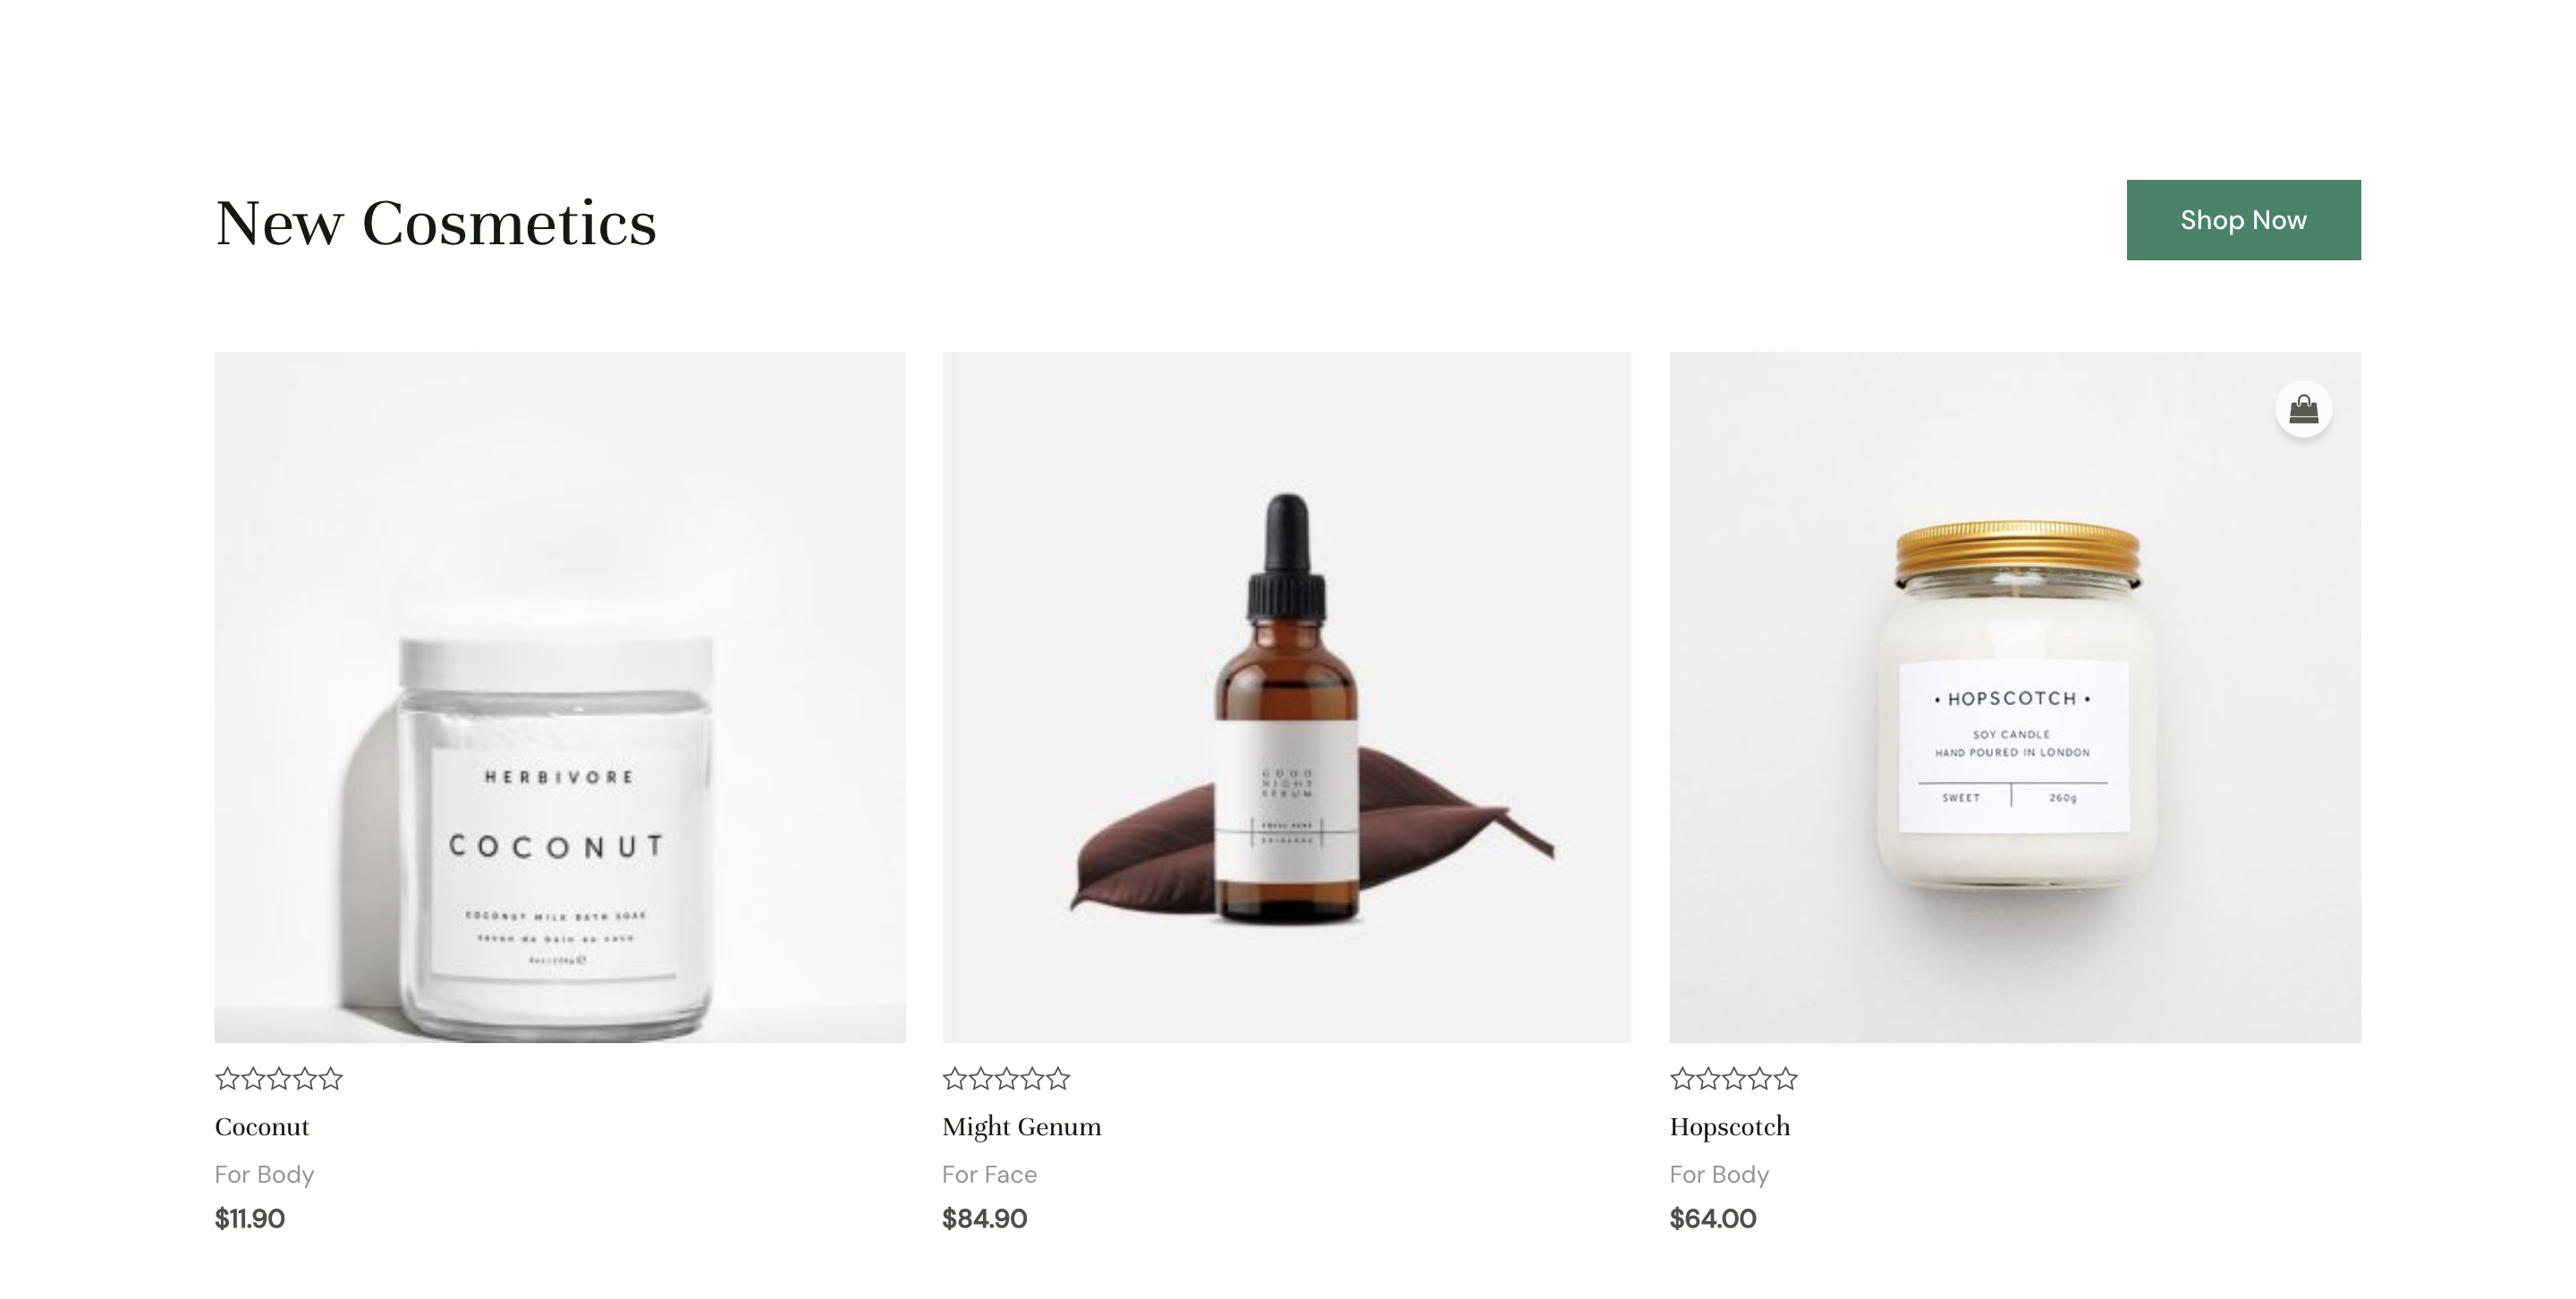 New Cosmetics
Shop Now
HERBIVORE
COCONUT
COCONUT MILK BATH SOAK
savon de bain au coco
GOOD
NIGHT
SERUM
• HOPSCOTCH •
SOY CANDLE
HAND POURED IN LONDON
SWEET
260g
Coconut
For Body
$11.90
Might Genum
For Face
$84.90
Hopscotch
For Body
$64.00